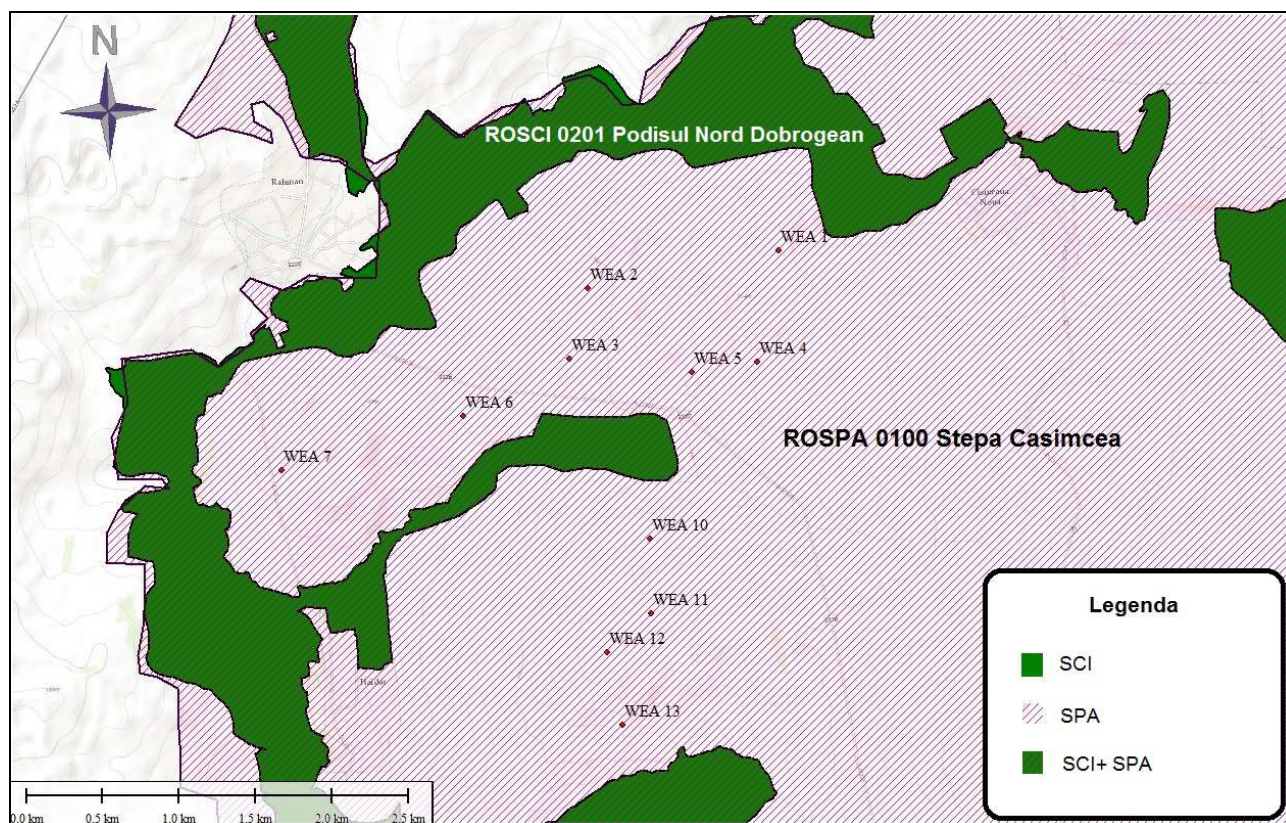 N
ROSCI 0201 Podisul Nord Dobrogean
Rahman
WEA 1
WEA 2
WEA 3
WEA 5
WEA 4
WEA 6
ROSPA 0100 Stepa Casimcea
WEA 7
WEA 10
WEA 11
WEA 12
WEA 13
Legenda
SCI
SPA
SCI+ SPA
0.0 km 0.5 km 1.0 km 1.5 km 2.0 km 2.5 km